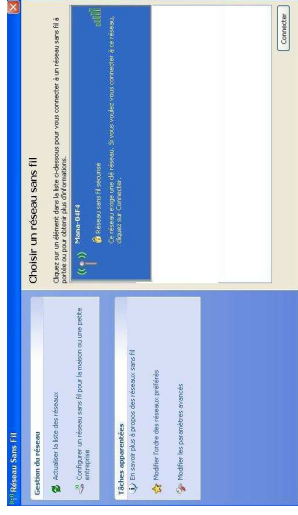 Réseau Sans Fil
Gestion du réseau
Actualiser la liste des réseaux
Configurer un réseau sans fil pour la maison ou une petite
entreprise
Tâches apparentées
En savoir plus à propos des réseaux sans fil
Modifier l'ordre des réseaux préférés
Modifier les paramètres avancés
Choisir un réseau sans fil
Cliquez sur un élément dans la liste ci-dessous pour vous connecter à un réseau sans fil à
portée ou pour obtenir plus d'informations.
Mana-04F4
Réseau sans fil sécurisé
Ce réseau exige une clé réseau. Si vous voulez vous connecter à ce réseau,
cliquez sur Connecter.
Connecter